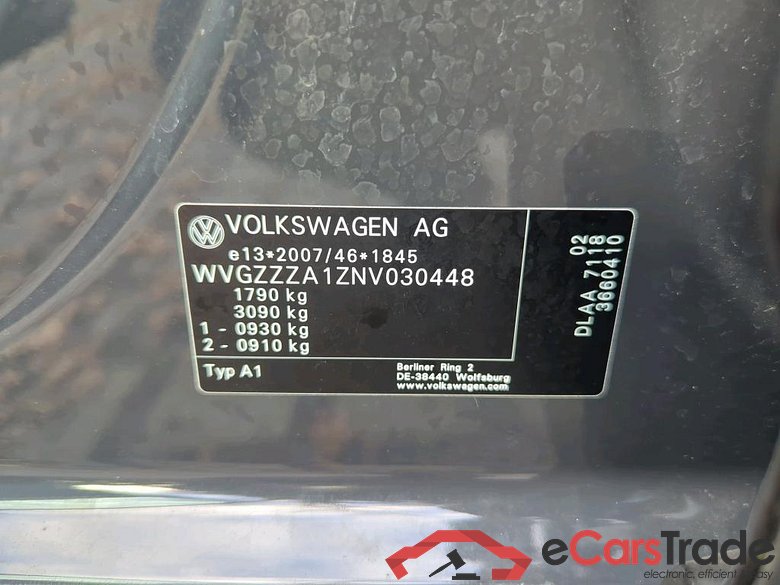 VOLKSWAGEN AG
e13*2007/46*1845
WVGZZZA1ZNV030448
1790 kg
3090 kg
1 - 0930 kg
2 - 0910 kg
Typ A1
Berliner Ring 2
DE-38440 Wolfsburg
www.volkswagen.com
02
DLAA 7118
3660410
eCarsTrade
electronic, efficient & easy